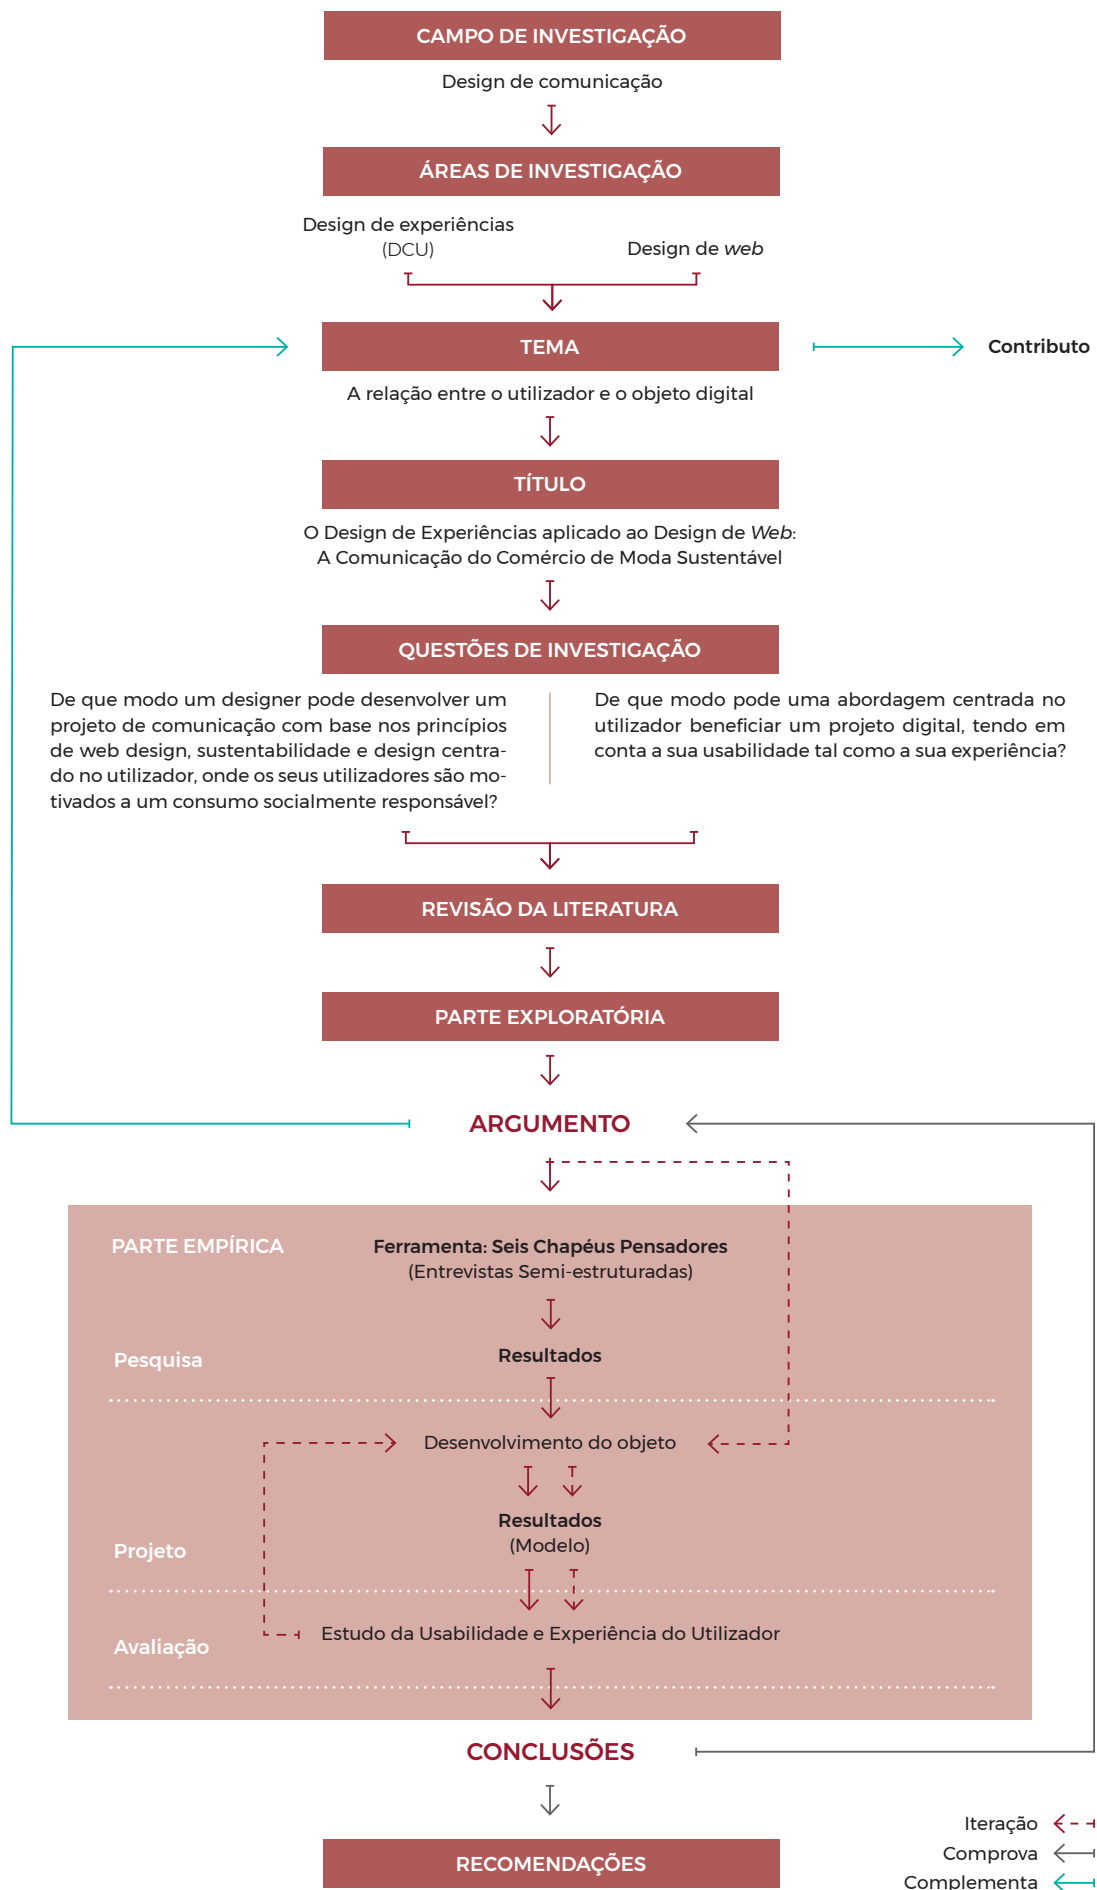 CAMPO DE INVESTIGAÇÃO
Design de comunicação
ÁREAS DE INVESTIGAÇÃO
Design de experiências
(DCU)
Design de web
TEMA
Contributo
A relação entre o utilizador e o objeto digital
TÍTULO
O Design de Experiências aplicado ao Design de Web:
A Comunicação do Comércio de Moda Sustentável
QUESTÕES DE INVESTIGAÇÃO
De que modo um designer pode desenvolver um
projeto de comunicação com base nos princípios
de web design, sustentabilidade e design centra-
do no utilizador, onde os seus utilizadores são mo-
tivados a um consumo socialmente responsável?
De que modo pode uma abordagem centrada no
utilizador beneficiar um projeto digital, tendo em
conta a sua usabilidade tal como a sua experiência?
REVISÃO DA LITERATURA
PARTE EXPLORATÓRIA
ARGUMENTO
PARTE EMPÍRICA
Ferramenta: Seis Chapéus Pensadores
(Entrevistas Semi-estruturadas)
Pesquisa
Resultados
Desenvolvimento do objeto
Resultados
(Modelo)
Projeto
Estudo da Usabilidade e Experiência do Utilizador
Avaliação
CONCLUSÕES
RECOMENDAÇÕES
Iteração
Comprova
Complementa